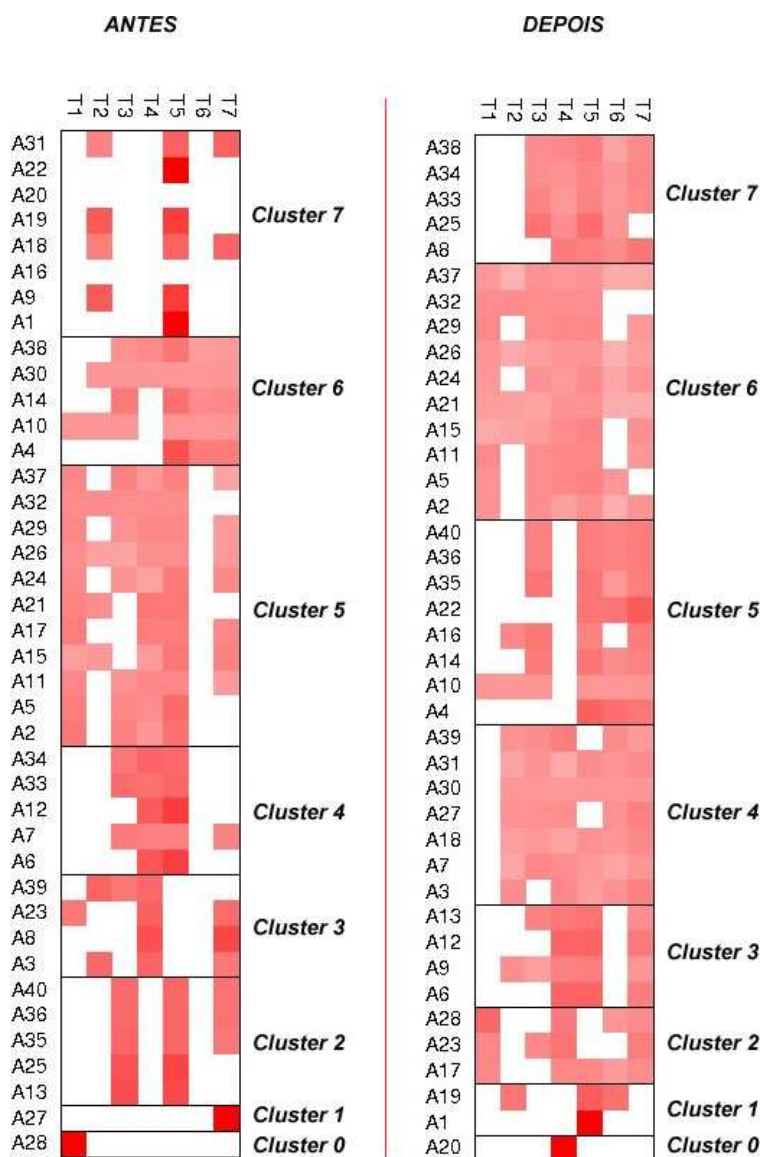 ANTES
T1 T2 T3 T4 T5 T6 T7
A31
A22
A20
A19
A18
A16
A9
A1
Cluster 7
A38
A30
A14
A10
A4
Cluster 6
A37
A32
A29
A26
A24
A21
A17
A15
A11
A5
A2
Cluster 5
A34
A33
A12
A7
A6
Cluster 4
A39
A23
A8
A3
Cluster 3
A40
A36
A35
A25
A13
Cluster 2
A27
Cluster 1
A28
Cluster 0
DEPOIS
T1 T2 T3 T4 T5 T6 T7
A38
A34
A33
A25
A8
Cluster 7
A37
A32
A29
A26
A24
A21
A15
A11
A5
A2
Cluster 6
A40
A36
A35
A22
A16
A14
A10
A4
Cluster 5
A39
A31
A30
A27
A18
A7
A3
Cluster 4
A13
A12
A9
A6
Cluster 3
A28
A23
A17
Cluster 2
A19
A1
Cluster 1
A20
Cluster 0